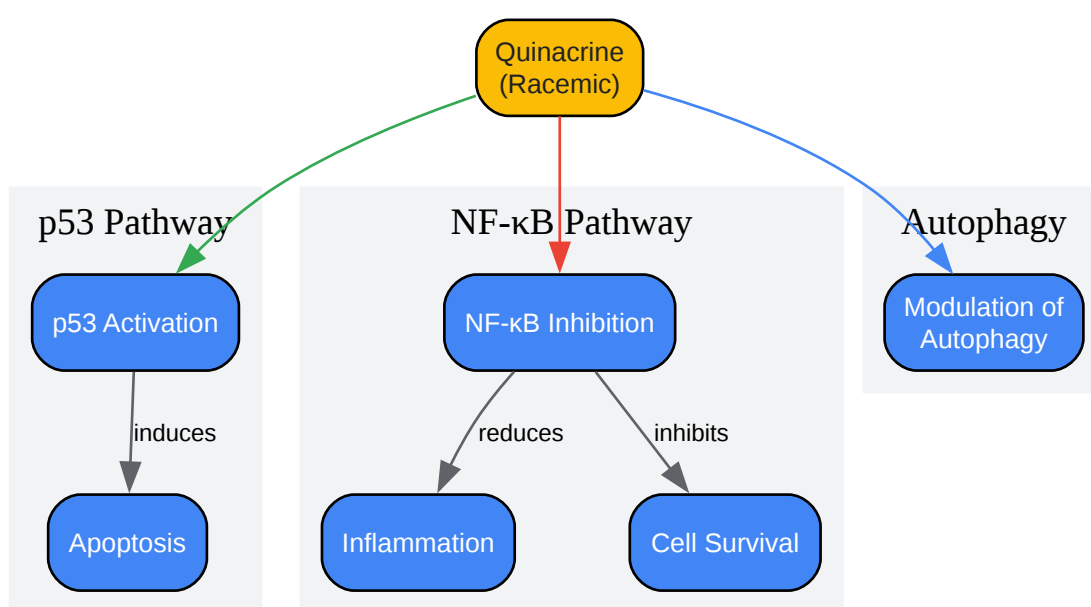 Quinacrine
(Racemic)
p53 Pathway
NF-κB Pathway
Autophagy
p53 Activation
NF-κB Inhibition
Modulation of
Autophagy
induces
reduces
inhibits
Apoptosis
Inflammation
Cell Survival